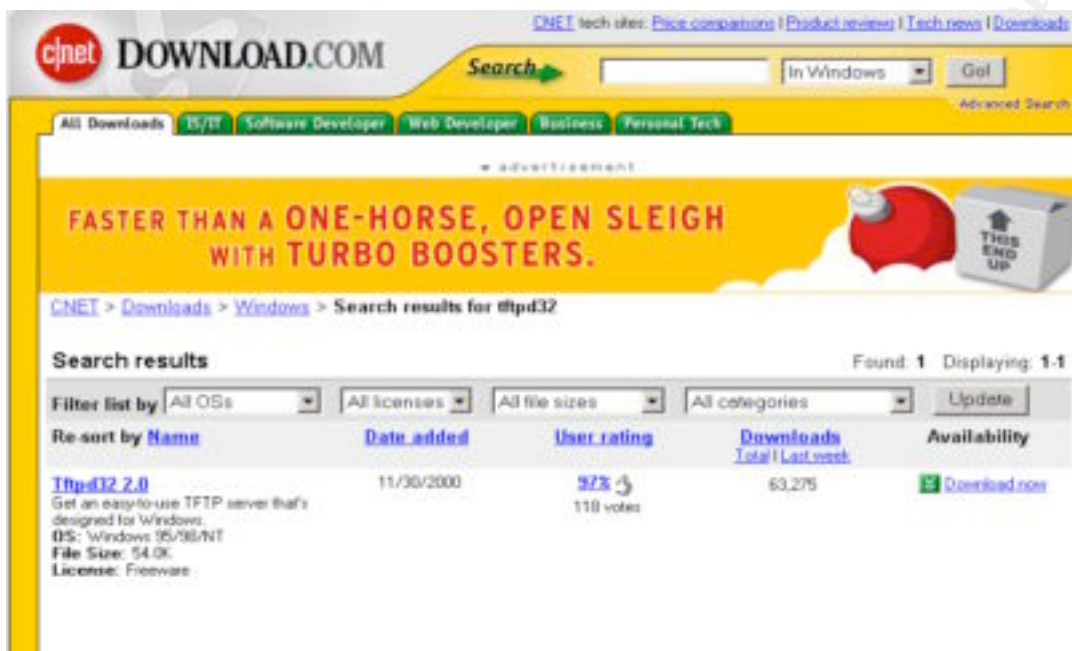 CNET tech sites: Price comparisons | Product reviews | Tech news | Downloads
c|net DOWNLOAD.COM
Search In Windows Go!
Advanced Search
All Downloads IS/IT Software Developer Web Developer Business Personal Tech
advertisement
FASTER THAN A ONE-HORSE, OPEN SLEIGH
WITH TURBO BOOSTERS.
THIS
END
UP
CNET > Downloads > Windows > Search results for tftpd32
Search results Found: 1 Displaying: 1-1
Filter list by All OSs All licenses All file sizes All categories Update
Re-sort by Name Date added User rating Downloads Availability
Total | Last week
Tftpd32 2.0 11/30/2000 97% 63,275 Download now
Get an easy-to-use TFTP server that's 118 votes
designed for Windows.
OS: Windows 95/98/NT
File Size: 54.0K
License: Freeware